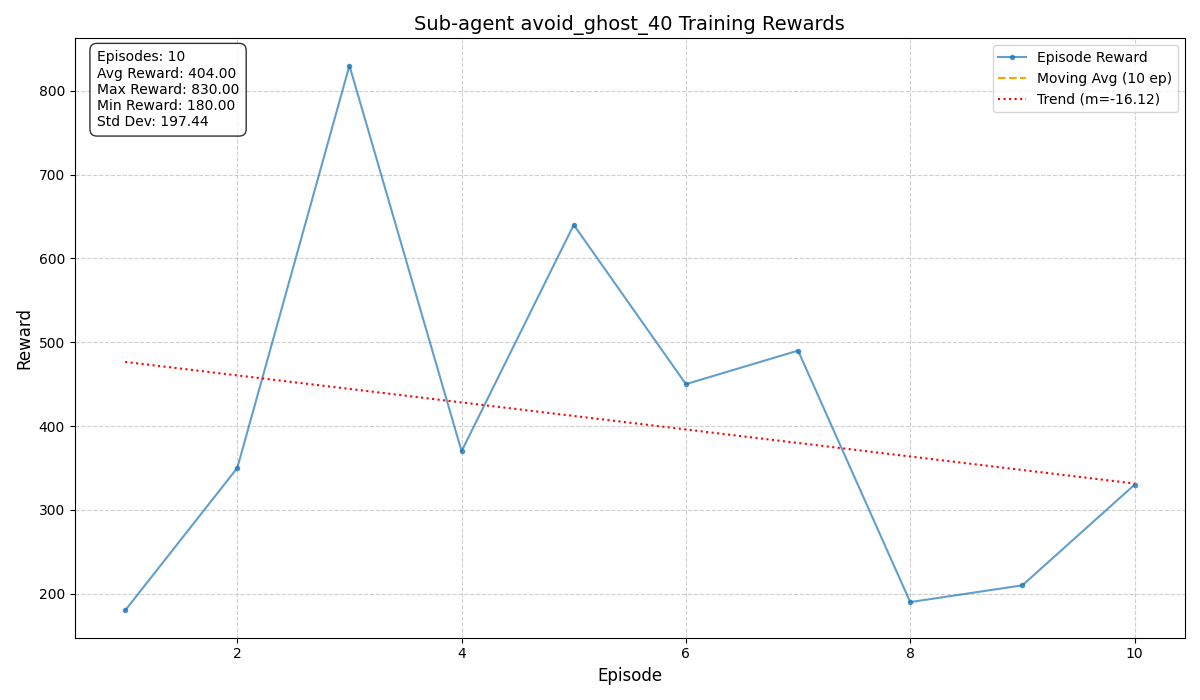 Sub-agent avoid_ghost_40 Training Rewards
Episodes: 10
Avg Reward: 404.00
Max Reward: 830.00
Min Reward: 180.00
Std Dev: 197.44
Episode Reward
Moving Avg (10 ep)
Trend (m=-16.12)
Reward
800
700
600
500
400
300
200
2
4
6
8
10
Episode